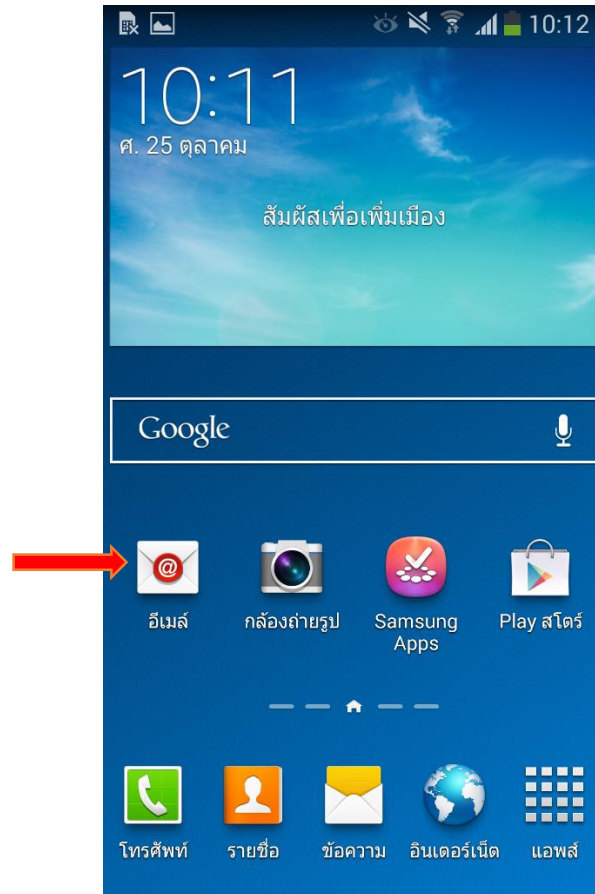 10:12
10:11
ศ. 25 ตุลาคม
สัมผัสเพื่อเพิ่มเมือง
Google
@
อีเมล์
กล้องถ่ายรูป
Samsung Apps
Play สโตร์
โทรศัพท์
รายชื่อ
ข้อความ
อินเตอร์เน็ต
แอพส์